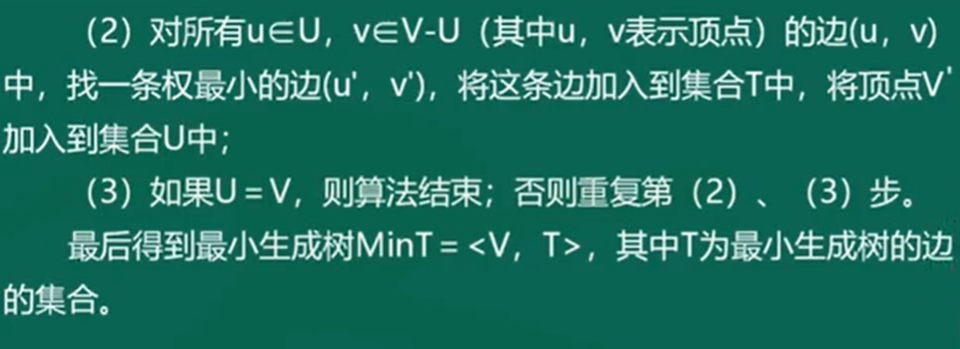 （2）对所有u∈U，v∈V-U（其中u，v表示顶点）的边(u，v)
中，找一条权最小的边(u'，v')，将这条边加入到集合T中，将顶点V'
加入到集合U中；
（3）如果U＝V，则算法结束；否则重复第（2）、（3）步。
最后得到最小生成树MinT＝<V，T>，其中T为最小生成树的边
的集合。